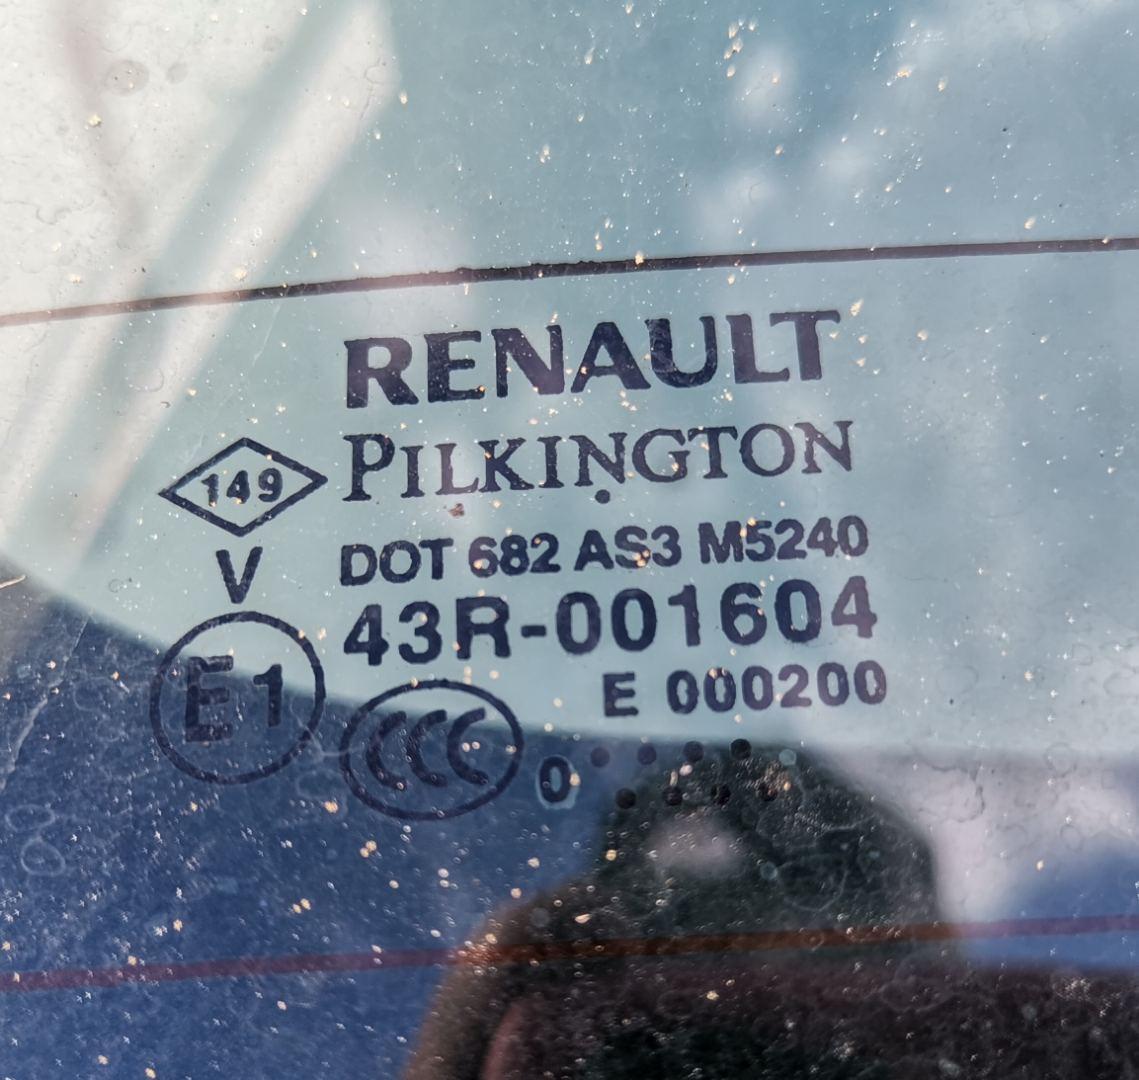 RENAULT
PILKINGTON
149
V
DOT 682 AS3 M5240
43R-001604
E1
E 000200
CCC
0